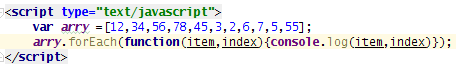 <script type="text/javascript">
var arry =[12,34,56,78,45,3,2,6,7,5,55];
arry.forEach(function(item,index){console.log(item,index)});
</script>